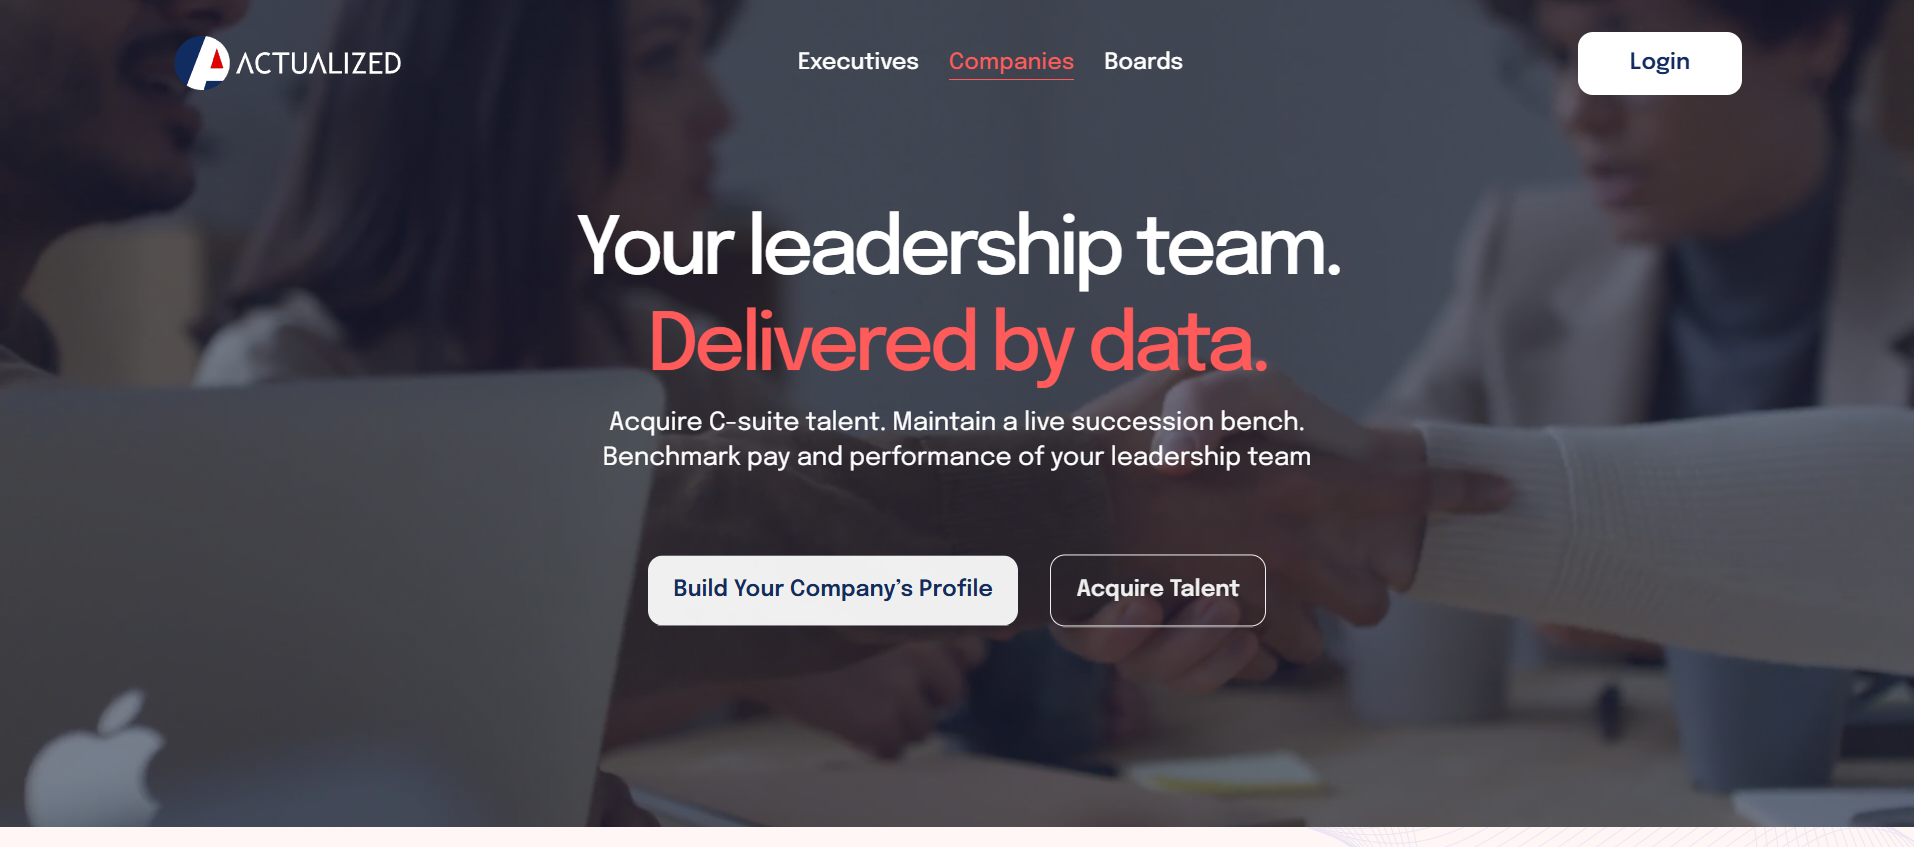 ACTUALIZED
Executives
Companies
Boards
Login
Your leadership team.
Delivered by data.
Acquire C-suite talent. Maintain a live succession bench.
Benchmark pay and performance of your leadership team
Build Your Company’s Profile
Acquire Talent